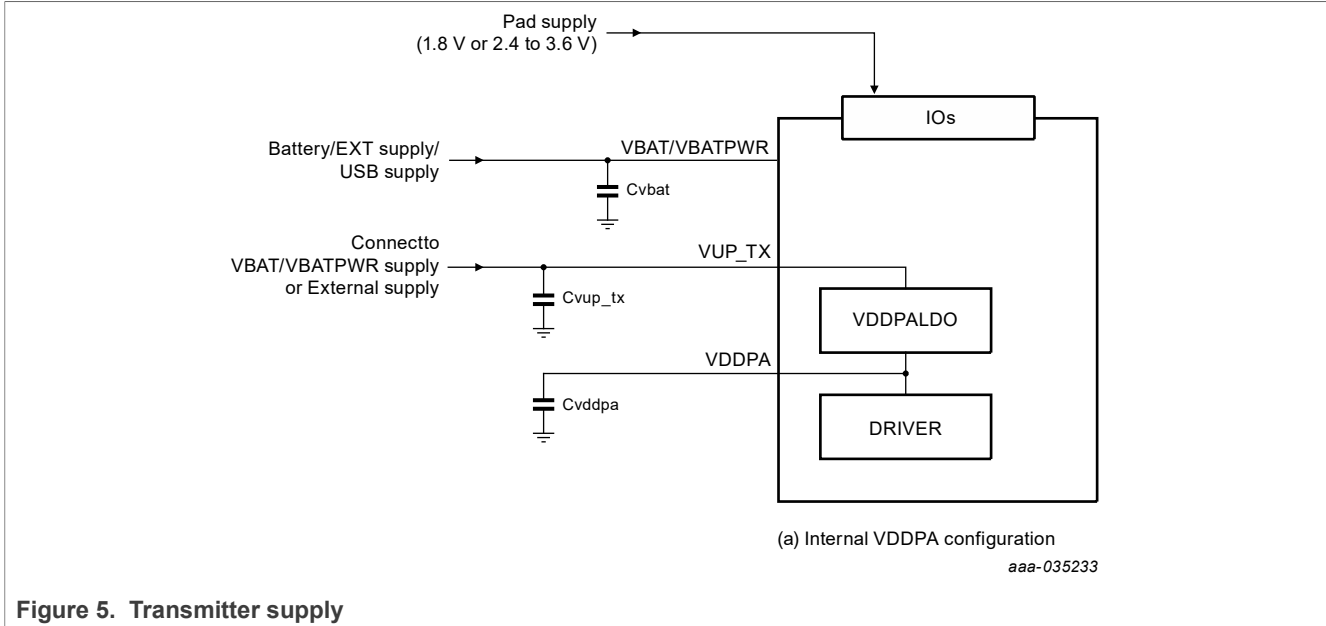 Pad supply
(1.8 V or 2.4 to 3.6 V)
IOs
Battery/EXT supply/
USB supply
VBAT/VBATPWR
Cvbat
Connectto
VBAT/VBATPWR supply
or External supply
VUP_TX
Cvup_tx
VDDPALDO
VDDPA
Cvddpa
DRIVER
(a) Internal VDDPA configuration
aaa-035233
Figure 5. Transmitter supply